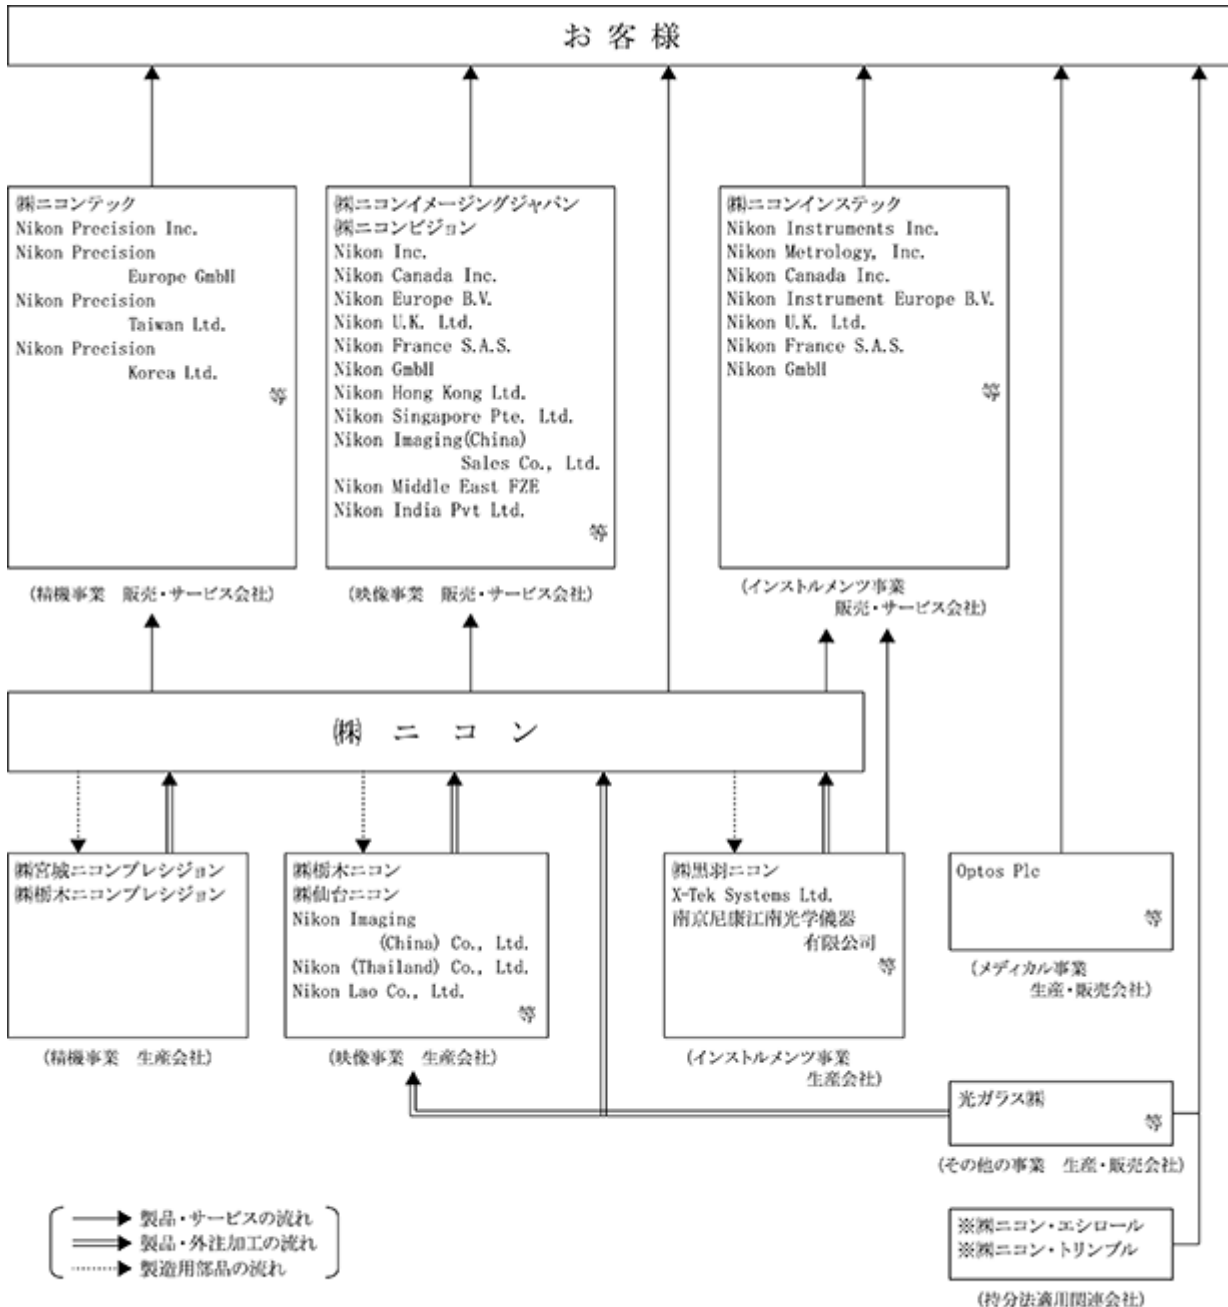 お客様
㈱ニコンテック
Nikon Precision Inc.
Nikon Precision
Europe GmbH
Nikon Precision
Taiwan Ltd.
Nikon Precision
Korea Ltd.
等
(精機事業　販売・サービス会社)
㈱ニコンイメージングジャパン
㈱ニコンビジョン
Nikon Inc.
Nikon Canada Inc.
Nikon Europe B.V.
Nikon U.K. Ltd.
Nikon France S.A.S.
Nikon GmbH
Nikon Hong Kong Ltd.
Nikon Singapore Pte. Ltd.
Nikon Imaging(China)
Sales Co., Ltd.
Nikon Middle East FZE
Nikon India Pvt Ltd.
等
(映像事業　販売・サービス会社)
㈱ニコンインステック
Nikon Instruments Inc.
Nikon Metrology, Inc.
Nikon Canada Inc.
Nikon Instrument Europe B.V.
Nikon U.K. Ltd.
Nikon France S.A.S.
Nikon GmbH
等
(インストルメンツ事業
販売・サービス会社)
㈱ ニ コ ン
㈱宮城ニコンプレシジョン
㈱栃木ニコンプレシジョン
(精機事業　生産会社)
㈱栃木ニコン
㈱仙台ニコン
Nikon Imaging
(China) Co., Ltd.
Nikon (Thailand) Co., Ltd.
Nikon Lao Co., Ltd.
等
(映像事業　生産会社)
㈱黒羽ニコン
X-Tek Systems Ltd.
南京尼康江南光学儀器
有限公司
等
(インストルメンツ事業
生産会社)
Optos Plc
等
(メディカル事業
生産・販売会社)
光ガラス㈱
等
(その他の事業　生産・販売会社)
※㈱ニコン・エシロール
※㈱ニコン・トリンブル
(持分法適用関連会社)
製品・サービスの流れ
製品・外注加工の流れ
製造用部品の流れ